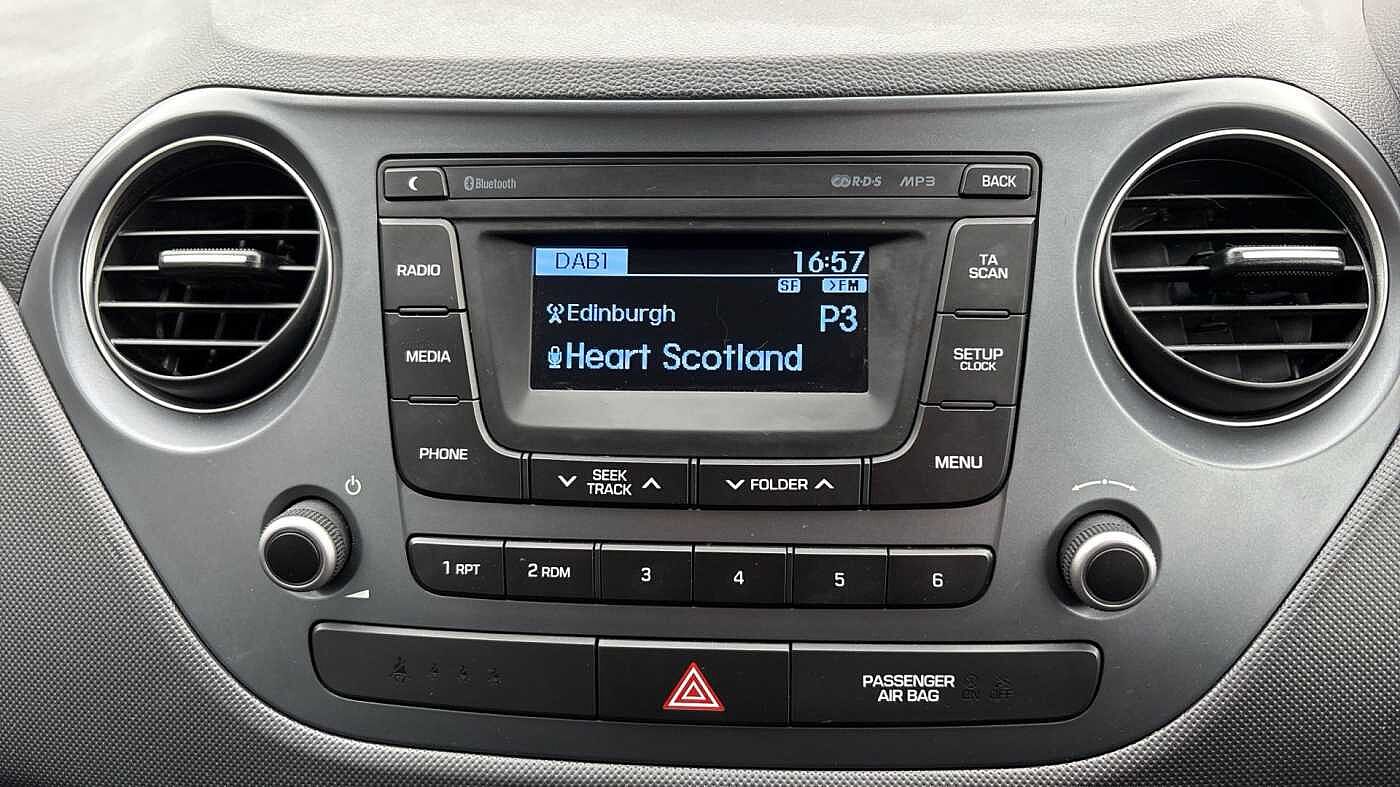 Bluetooth
R·D·S
MP3
BACK
RADIO
DAB1
16:57
TA
SCAN
SF
>FM
Edinburgh
P3
MEDIA
Heart Scotland
SETUP
CLOCK
PHONE
SEEK
TRACK
FOLDER
MENU
1 RPT
2 RDM
3
4
5
6
PASSENGER
AIR BAG
ON
OFF